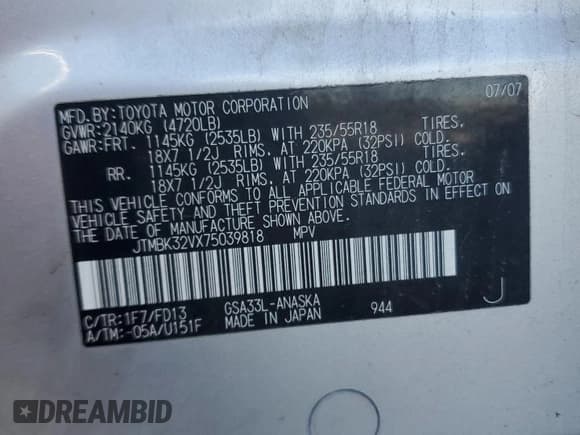 MFD. BY: TOYOTA MOTOR CORPORATION 07/07
GVWR: 2140KG (4720LB)
GAWR: FRT. 1145KG (2535LB) WITH 235/55R18 TIRES,
18X7 1/2J RIMS, AT 220KPA (32PSI) COLD.
RR. 1145KG (2535LB) WITH 235/55R18 TIRES,
18X7 1/2J RIMS, AT 220KPA (32PSI) COLD.
THIS VEHICLE CONFORMS TO ALL APPLICABLE FEDERAL MOTOR
VEHICLE SAFETY AND THEFT PREVENTION STANDARDS IN EFFECT ON
THE DATE OF MANUFACTURE SHOWN ABOVE.
JTMBK32VX75039818 MPV
C/TR: 1F7/FD13 GSA33L-ANASKA 944 J
A/TM: -05A/U151F MADE IN JAPAN
DREAMBID